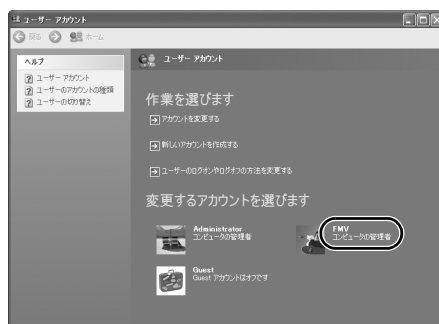 ユーザー アカウント
戻る
ホーム
ヘルプ
ユーザー アカウント
ユーザーのアカウントの種類
ユーザーの切り替え
ユーザー アカウント
作業を選びます
アカウントを変更する
新しいアカウントを作成する
ユーザーのログオンやログオフの方法を変更する
変更するアカウントを選びます
Administrator
コンピュータの管理者
FMV
コンピュータの管理者
Guest
Guest アカウントはオフです